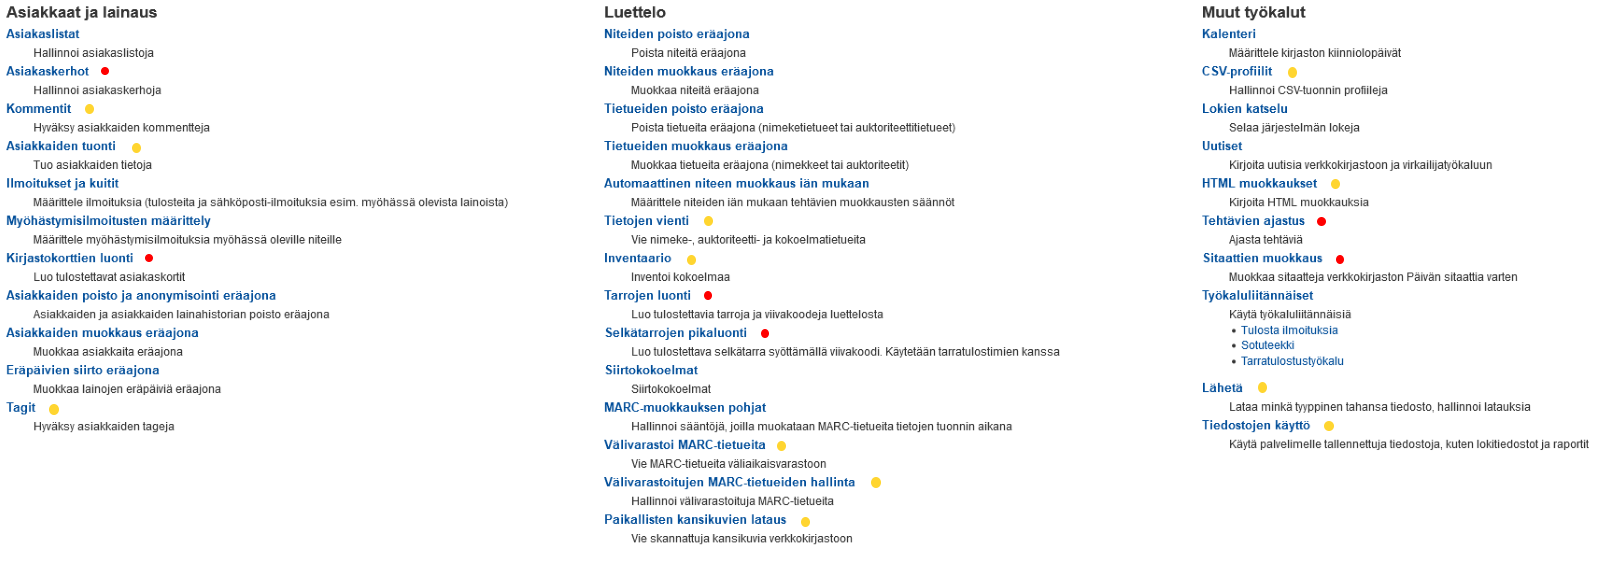 Asiakkaat ja lainaus
Asiakaslistat
Hallinnoi asiakaslistoja
Asiakaskerhot
Hallinnoi asiakaskerhoja
Kommentit
Hyväksy asiakkaiden kommentteja
Asiakkaiden tuonti
Tuo asiakkaiden tietoja
Ilmoitukset ja kuitit
Määrittele ilmoituksia (tulosteita ja sähköposti-ilmoituksia esim. myöhässä olevista lainoista)
Myöhästymisilmoitusten määrittely
Määrittele myöhästymisilmoituksia myöhässä oleville niteille
Kirjastokorttien luonti
Luo tulostettavat asiakaskortit
Asiakkaiden poisto ja anonymisointi eräajona
Asiakkaiden ja asiakkaiden lainahistorian poisto eräajona
Asiakkaiden muokkaus eräajona
Muokkaa asiakkaita eräajona
Eräpäivien siirto eräajona
Muokkaa lainojen eräpäiviä eräajona
Tagit
Hyväksy asiakkaiden tageja
Luettelo
Niteiden poisto eräajona
Poista niteitä eräajona
Niteiden muokkaus eräajona
Muokkaa niteitä eräajona
Tietueiden poisto eräajona
Poista tietueita eräajona (nimeketietueet tai auktoriteettitietueet)
Tietueiden muokkaus eräajona
Muokkaa tietueita eräajona (nimekkeet tai auktoriteetit)
Automaattinen niteen muokkaus iän mukaan
Määrittele niteiden iän mukaan tehtävien muokkausten säännöt
Tietojen vienti
Vie nimeke-, auktoriteetti- ja kokoelmatietueita
Inventaario
Inventoi kokoelmaa
Tarrojen luonti
Luo tulostettavia tarroja ja viivakoodeja luettelosta
Selkätarrojen pikaluonti
Luo tulostettava selkätarra syöttämällä viivakoodi. Käytetään tarratulostimien kanssa
Siirtokokoelmat
Siirtokokoelmat
MARC-muokkauksen pohjat
Hallinnoi sääntöjä, joilla muokataan MARC-tietueita tietojen tuonnin aikana
Välivarastoi MARC-tietueita
Vie MARC-tietueita väliaikaisvarastoon
Välivarastoitujen MARC-tietueiden hallinta
Hallinnoi välivarastoituja MARC-tietueita
Paikallisten kansikuvien lataus
Vie skannattuja kansikuvia verkkokirjastoon
Muut työkalut
Kalenteri
Määrittele kirjaston kiinniolopäivät
CSV-profiilit
Hallinnoi CSV-tuonnin profiileja
Lokien katselu
Selaa järjestelmän lokeja
Uutiset
Kirjoita uutisia verkkokirjastoon ja virkailijatyökaluun
HTML muokkaukset
Kirjoita HTML muokkauksia
Tehtävien ajastus
Ajasta tehtäviä
Sitaattien muokkaus
Muokkaa sitaatteja verkkokirjaston Päivän sitaattia varten
Työkaluliitännäiset
Käytä työkaluliitännäisiä
• Tulosta ilmoituksia
• Sotuteekki
• Tarratulostustyökalu
Lähetä
Lataa minkä tyyppinen tahansa tiedosto, hallinnoi latauksia
Tiedostojen käyttö
Käytä palvelimelle tallennettuja tiedostoja, kuten lokitiedostot ja raportit